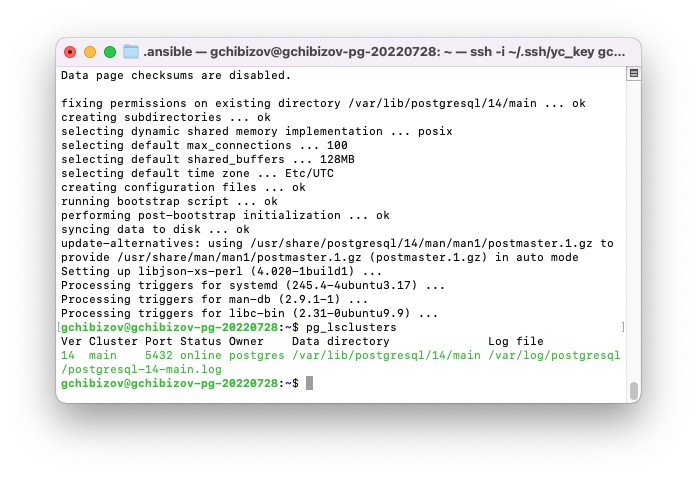 .ansible — gchibizov@gchibizov-pg-20220728: ~ — ssh -i ~/.ssh/yc_key gc...
Data page checksums are disabled.
fixing permissions on existing directory /var/lib/postgresql/14/main ... ok
creating subdirectories ... ok
selecting dynamic shared memory implementation ... posix
selecting default max_connections ... 100
selecting default shared_buffers ... 128MB
selecting default time zone ... Etc/UTC
creating configuration files ... ok
running bootstrap script ... ok
performing post-bootstrap initialization ... ok
syncing data to disk ... ok
update-alternatives: using /usr/share/postgresql/14/man/man1/postmaster.1.gz to
provide /usr/share/man/man1/postmaster.1.gz (postmaster.1.gz) in auto mode
Setting up libjson-xs-perl (4.020-1build1) ...
Processing triggers for systemd (245.4-4ubuntu3.17) ...
Processing triggers for man-db (2.9.1-1) ...
Processing triggers for libc-bin (2.31-0ubuntu9.9) ...
[gchibizov@gchibizov-pg-20220728:~$ pg_lsclusters ]
Ver Cluster Port Status Owner    Data directory              Log file
14  main    5432 online postgres /var/lib/postgresql/14/main /var/log/postgresql
/postgresql-14-main.log
gchibizov@gchibizov-pg-20220728:~$